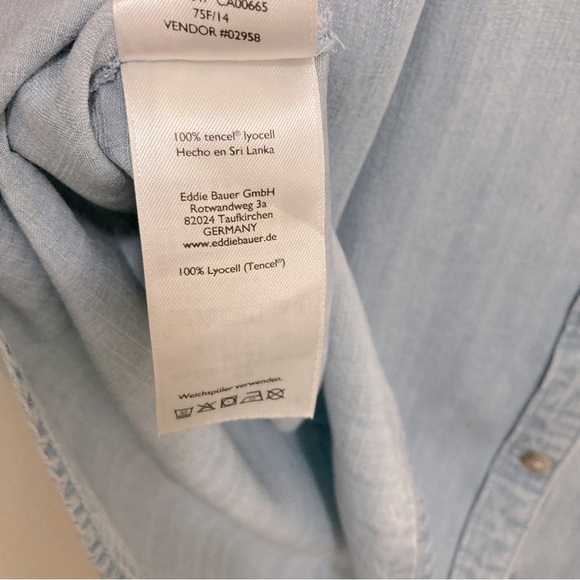 CA00665
75F/14
VENDOR #02958
100% tencel® lyocell
Hecho en Sri Lanka
Eddie Bauer GmbH
Rotwandweg 3a
82024 Taufkirchen
GERMANY
www.eddiebauer.de
100% Lyocell (Tencel®)
Weichspüler verwenden.